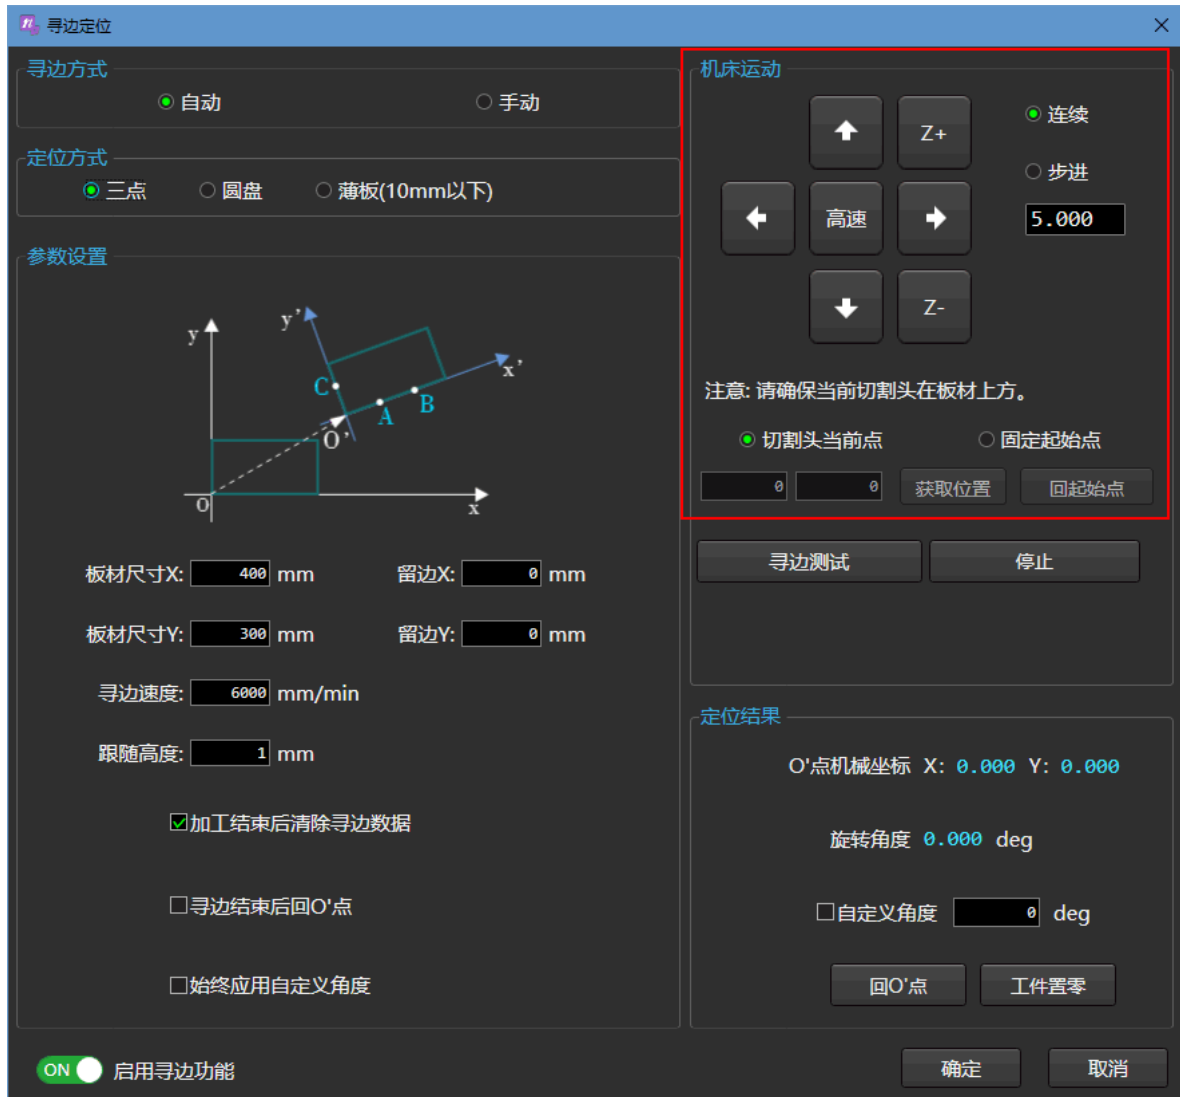 寻边定位
寻边方式
自动 手动
定位方式
三点 圆盘 薄板(10mm以下)
参数设置
y
y'
x'
C
A
B
O'
O
x
板材尺寸X: 400 mm 留边X: 0 mm
板材尺寸Y: 300 mm 留边Y: 0 mm
寻边速度: 6000 mm/min
跟随高度: 1 mm
加工结束后清除寻边数据
寻边结束后回O'点
始终应用自定义角度
机床运动
Z+
连续
步进
高速
5.000
Z-
注意: 请确保当前切割头在板材上方。
切割头当前点 固定起始点
0 0 获取位置 回起始点
寻边测试 停止
定位结果
O'点机械坐标 X: 0.000 Y: 0.000
旋转角度 0.000 deg
自定义角度 0 deg
回O'点 工件置零
ON 启用寻边功能
确定 取消